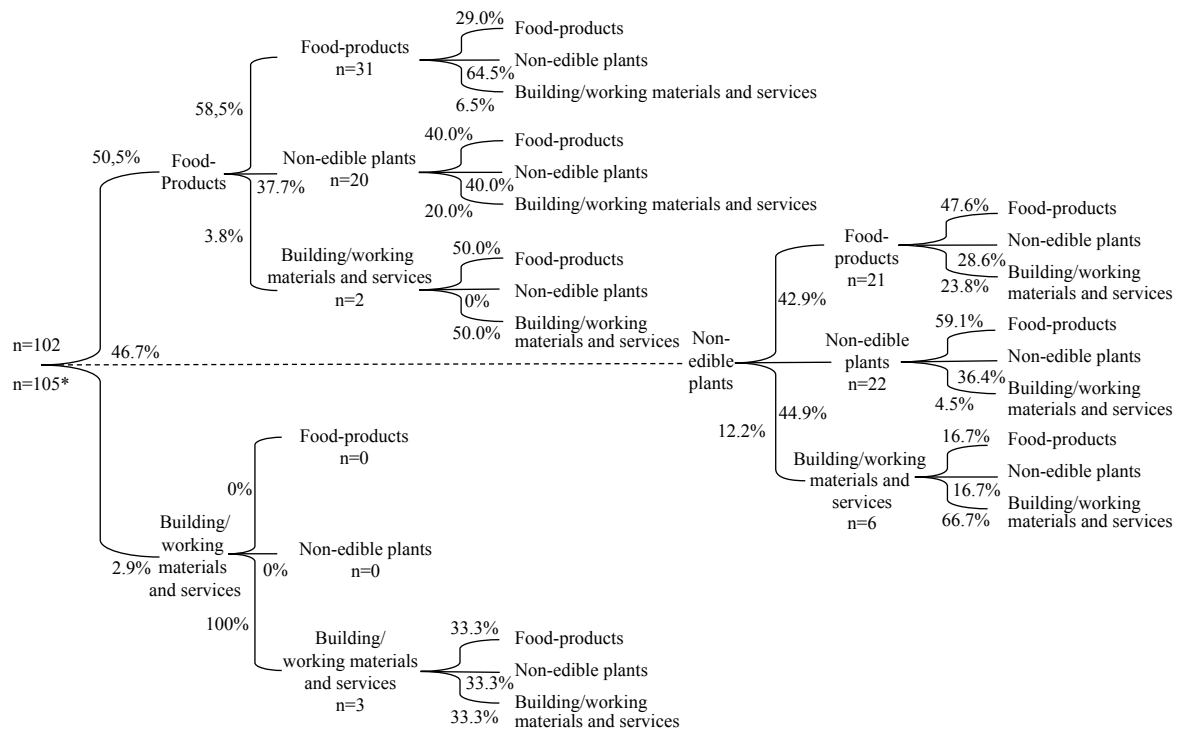 29.0%
Food-products
Food-products
n=31
Non-edible plants
64.5%
Building/working materials and services
6.5%
58,5%
40.0%
Food-products
50,5%
Food-
Products
Non-edible plants
n=20
37.7%
Non-edible plants
40.0%
Building/working materials and services
20.0%
3.8%
Building/working
materials and services
n=2
50.0%
Food-products
Non-edible plants
0%
Building/working
materials and services
50.0%
n=102
n=105*
46.7%
Non-
edible
plants
42.9%
Food-
products
n=21
47.6%
Food-products
Non-edible plants
28.6%
Building/working
materials and services
23.8%
Non-edible
plants
n=22
44.9%
59.1%
Food-products
Non-edible plants
36.4%
Building/working
materials and services
4.5%
12.2%
Building/working
materials and
services
n=6
16.7%
Food-products
Non-edible plants
16.7%
Building/working
materials and services
66.7%
Food-products
n=0
0%
Building/
working
materials
and services
2.9%
Non-edible plants
n=0
0%
100%
Building/
working materials
and services
n=3
33.3%
Food-products
Non-edible plants
33.3%
Building/working
materials and services
33.3%